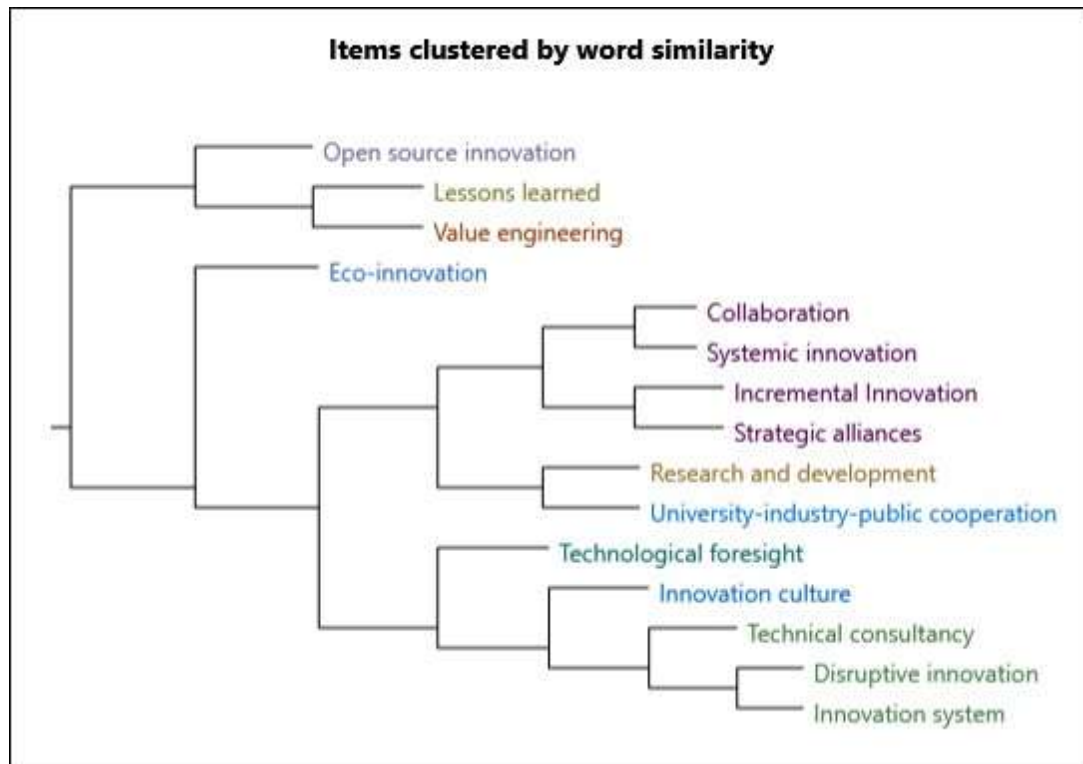 Items clustered by word similarity
Open source innovation
Lessons learned
Value engineering
Eco-innovation
Collaboration
Systemic innovation
Incremental Innovation
Strategic alliances
Research and development
University-industry-public cooperation
Technological foresight
Innovation culture
Technical consultancy
Disruptive innovation
Innovation system